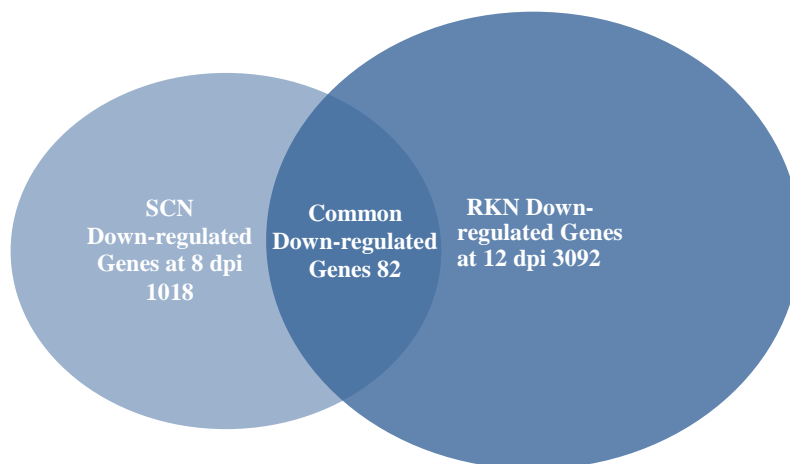 SCN
Down-regulated
Genes at 8 dpi
1018
Common
Down-regulated
Genes 82
RKN Down-
regulated Genes
at 12 dpi 3092